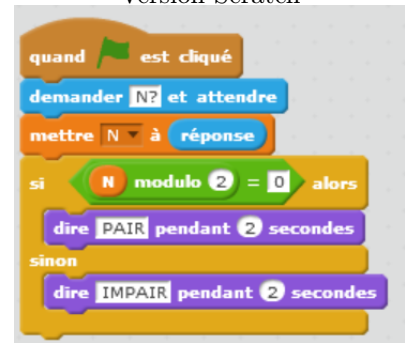 Version Scratch
quand est cliqué
demander N? et attendre
mettre N à réponse
si N modulo 2 = 0 alors
dire PAIR pendant 2 secondes
sinon
dire IMPAIR pendant 2 secondes